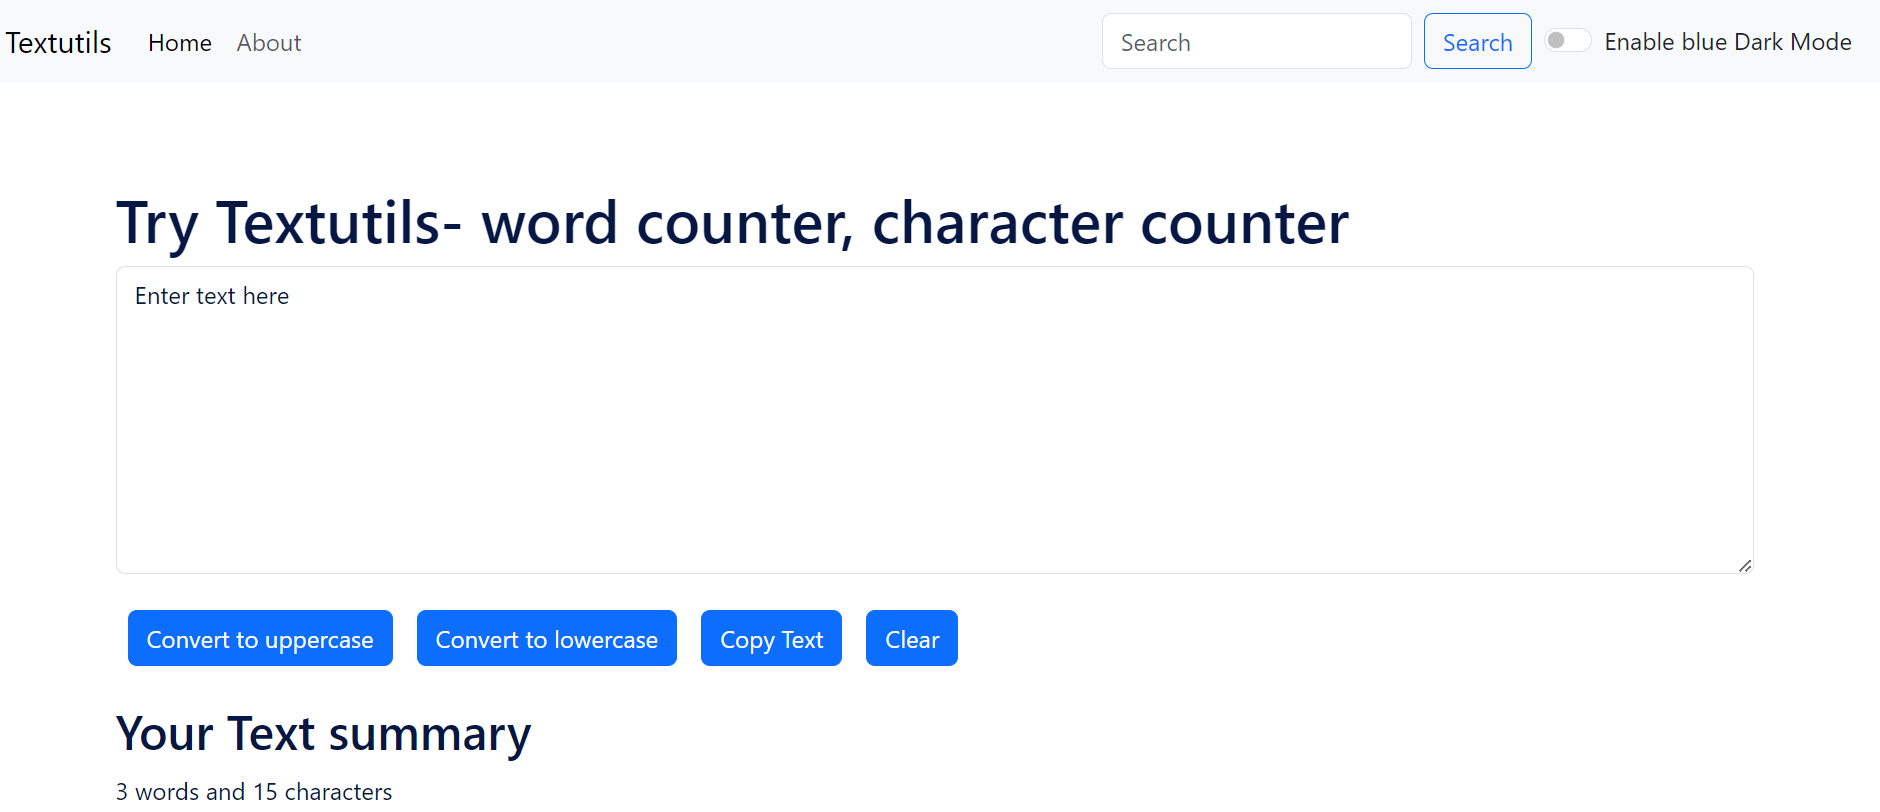 Textutils Home About Search Search Enable blue Dark Mode
Try Textutils- word counter, character counter
Enter text here
Convert to uppercase Convert to lowercase Copy Text Clear
Your Text summary
3 words and 15 characters